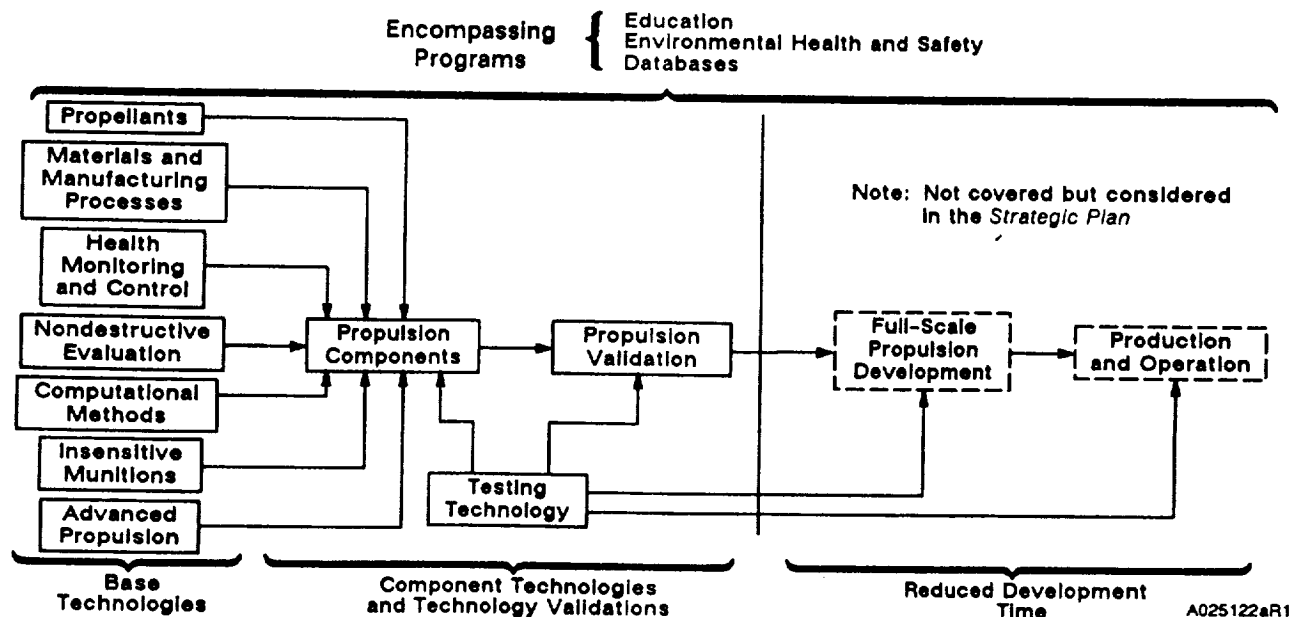 Encompassing
Programs
Education
Environmental Health and Safety
Databases
Propellants
Materials and
Manufacturing
Processes
Health
Monitoring
and Control
Nondestructive
Evaluation
Computational
Methods
Insensitive
Munitions
Advanced
Propulsion
Propulsion
Components
Propulsion
Validation
Testing
Technology
Note: Not covered but considered
in the Strategic Plan
Full-Scale
Propulsion
Development
Production
and Operation
Base
Technologies
Component Technologies
and Technology Validations
Reduced Development
Time
A025122aR1